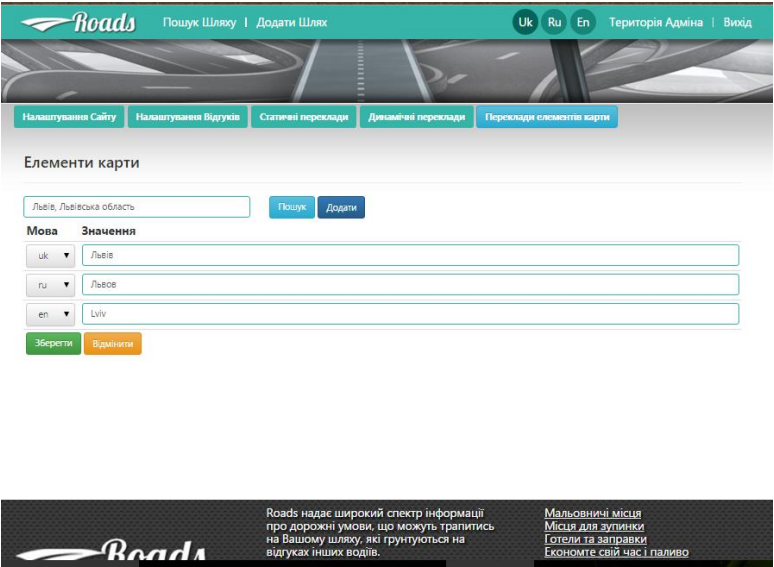 Roads Пошук Шляху | Додати Шлях Uk Ru En Територія Адміна | Вихід
Налаштування Сайту Налаштування Відгуків Статичні переклади Динамічні переклади Переклади елементів карти
Елементи карти
Львів, Львівська область Пошук Додати
Мова Значення
uk Львів
ru Львов
en Lviv
Зберегти Відмінити
Roads надає широкий спектр інформації
про дорожні умови, що можуть трапитись
на Вашому шляху, які грунтуються на
відгуках інших водіїв.
Мальовничі місця
Місця для зупинки
Готелі та заправки
Економте свій час і паливо
Roads